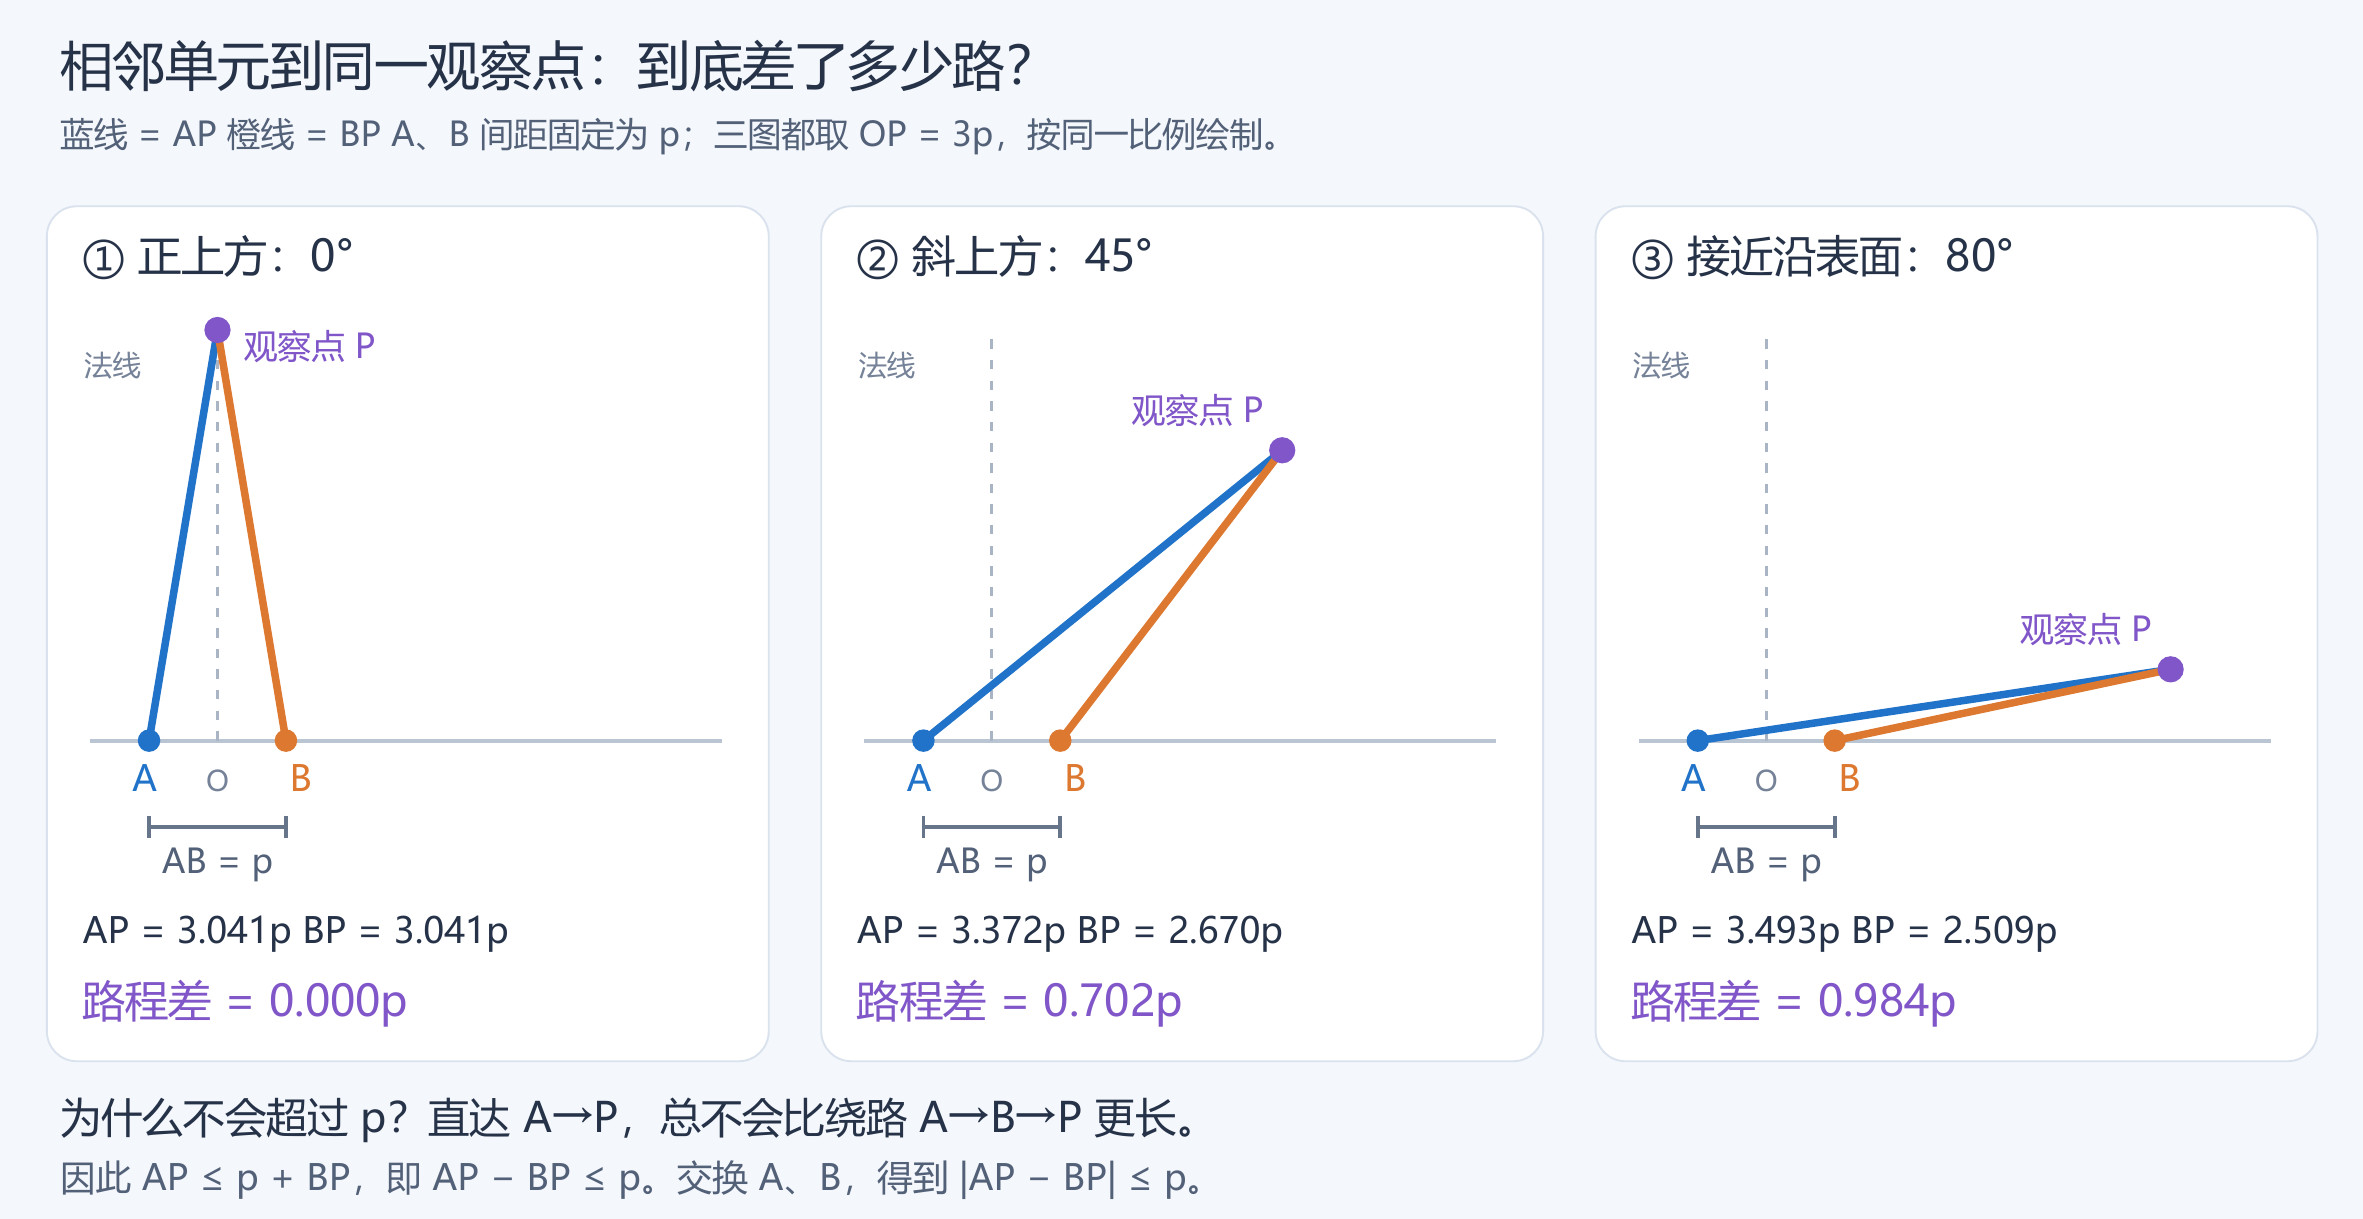 相邻单元到同一观察点：到底差了多少路？
蓝线 = AP 橙线 = BP A、B 间距固定为 p；三图都取 OP = 3p，按同一比例绘制。
① 正上方：0°
法线
观察点 P
A
O
B
AB = p
AP = 3.041p BP = 3.041p
路程差 = 0.000p
② 斜上方：45°
法线
观察点 P
A
O
B
AB = p
AP = 3.372p BP = 2.670p
路程差 = 0.702p
③ 接近沿表面：80°
法线
观察点 P
A
O
B
AB = p
AP = 3.493p BP = 2.509p
路程差 = 0.984p
为什么不会超过 p？直达 A→P，总不会比绕路 A→B→P 更长。
因此 AP ≤ p + BP，即 AP − BP ≤ p。交换 A、B，得到 |AP − BP| ≤ p。